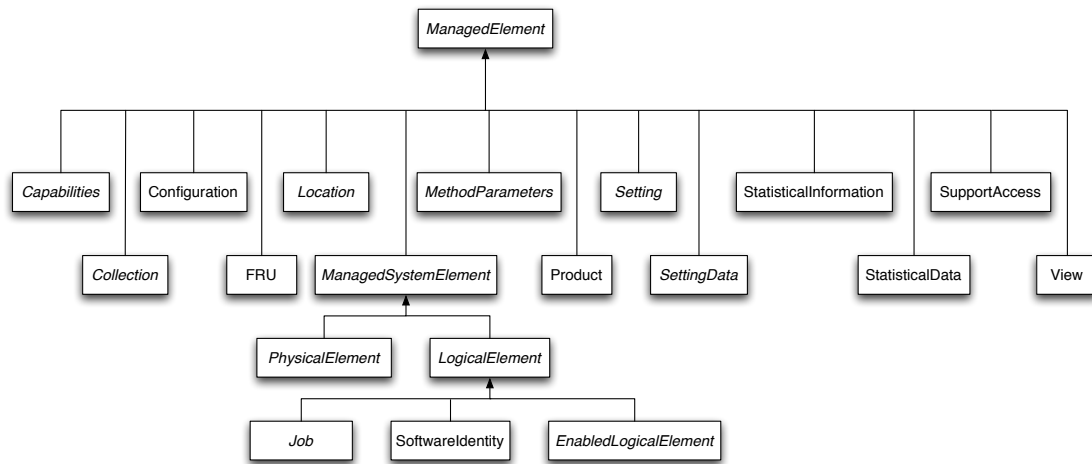 ManagedElement
Capabilities
Configuration
Location
MethodParameters
Setting
StatisticalInformation
SupportAccess
Collection
FRU
ManagedSystemElement
Product
SettingData
StatisticalData
View
PhysicalElement
LogicalElement
Job
SoftwareIdentity
EnabledLogicalElement